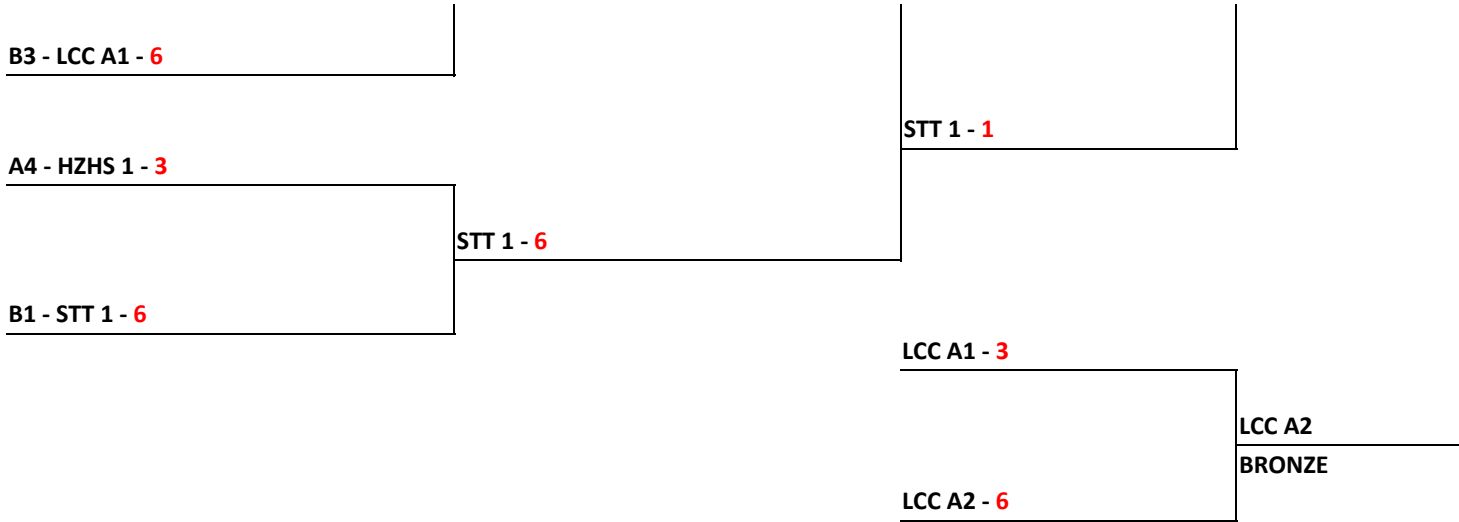 B3 - LCC A1 - 6
STT 1 - 1
A4 - HZHS 1 - 3
STT 1 - 6
B1 - STT 1 - 6
LCC A1 - 3
LCC A2
BRONZE
LCC A2 - 6